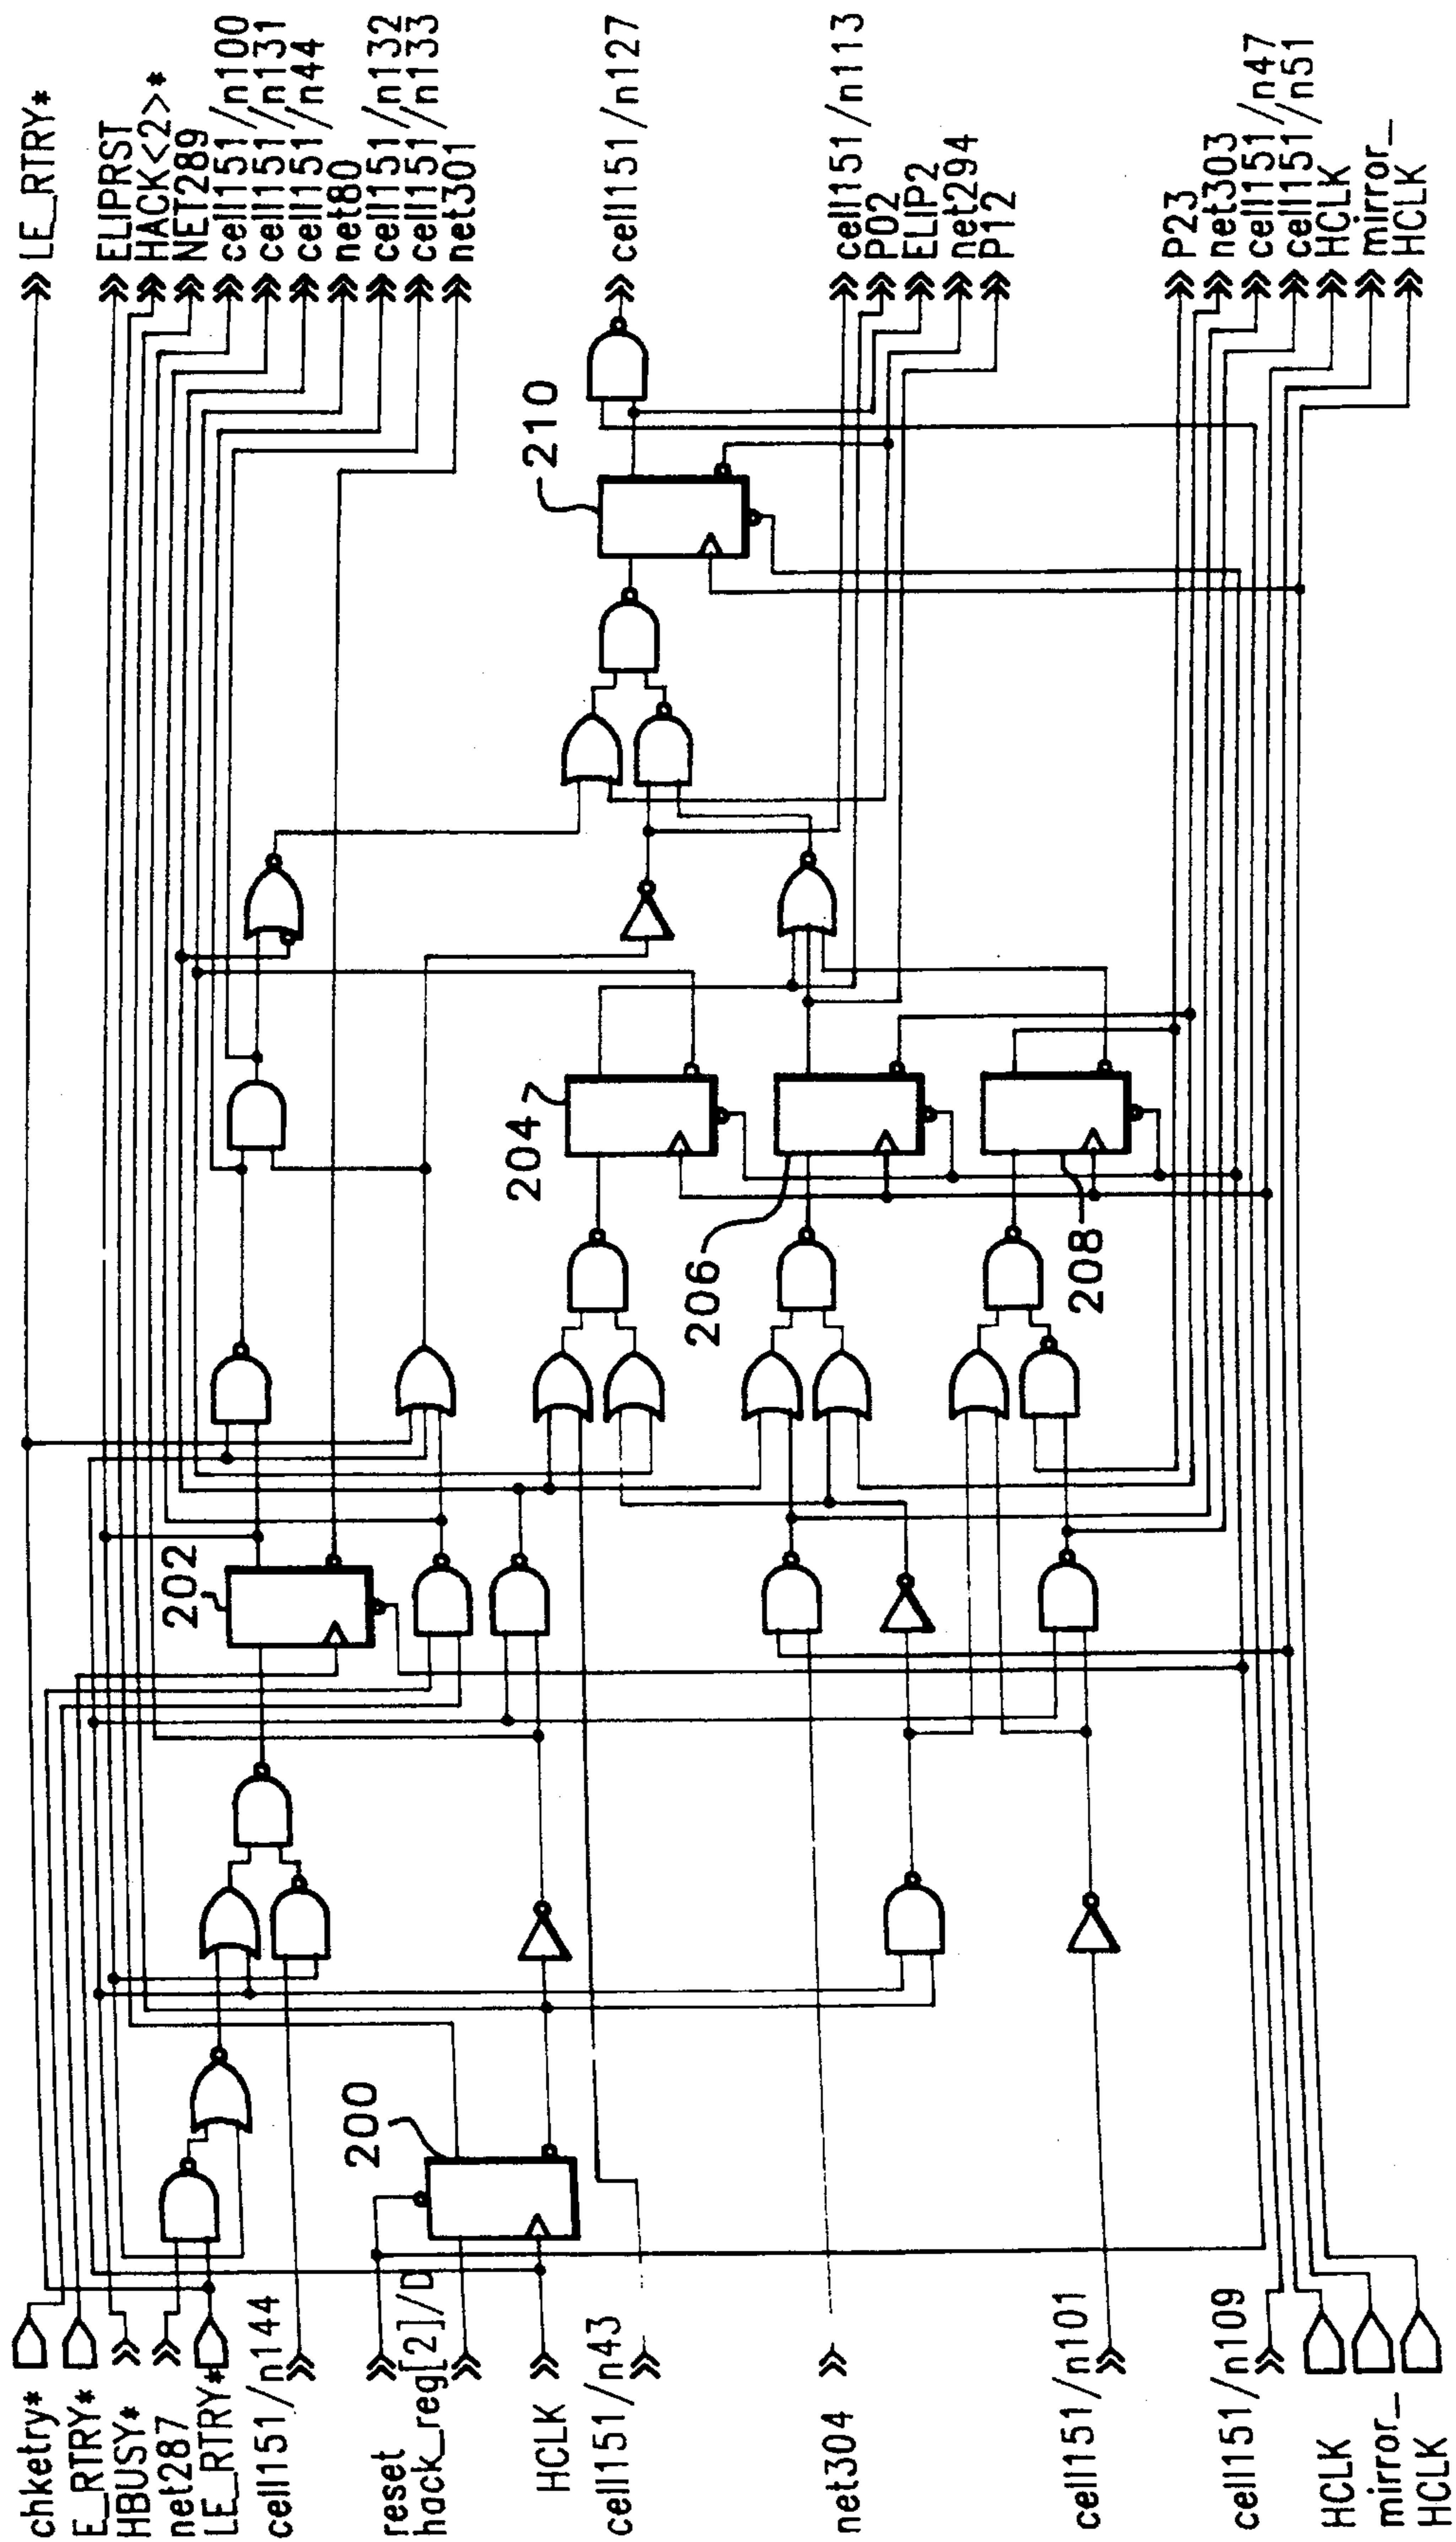 LE_RTRY*
ELIPRST
HACK<2>*
NET289
cell151/n100
cell151/n131
cell151/n44
net80
cell151/n132
cell151/n133
net301
cell151/n127
cell151/n113
P02
ELIP2
net294
P12
P23
net303
cell151/n47
cell151/n51
HCLK
mirror_
HCLK
210
204
206
208
202
200
chketry*
E_RTRY*
HBUSY*
net287
LE_RTRY*
cell151/n144
reset
hack_reg[2]/D
HCLK
cell151/n43
net304
cell151/n101
cell151/n109
HCLK
mirror_
HCLK